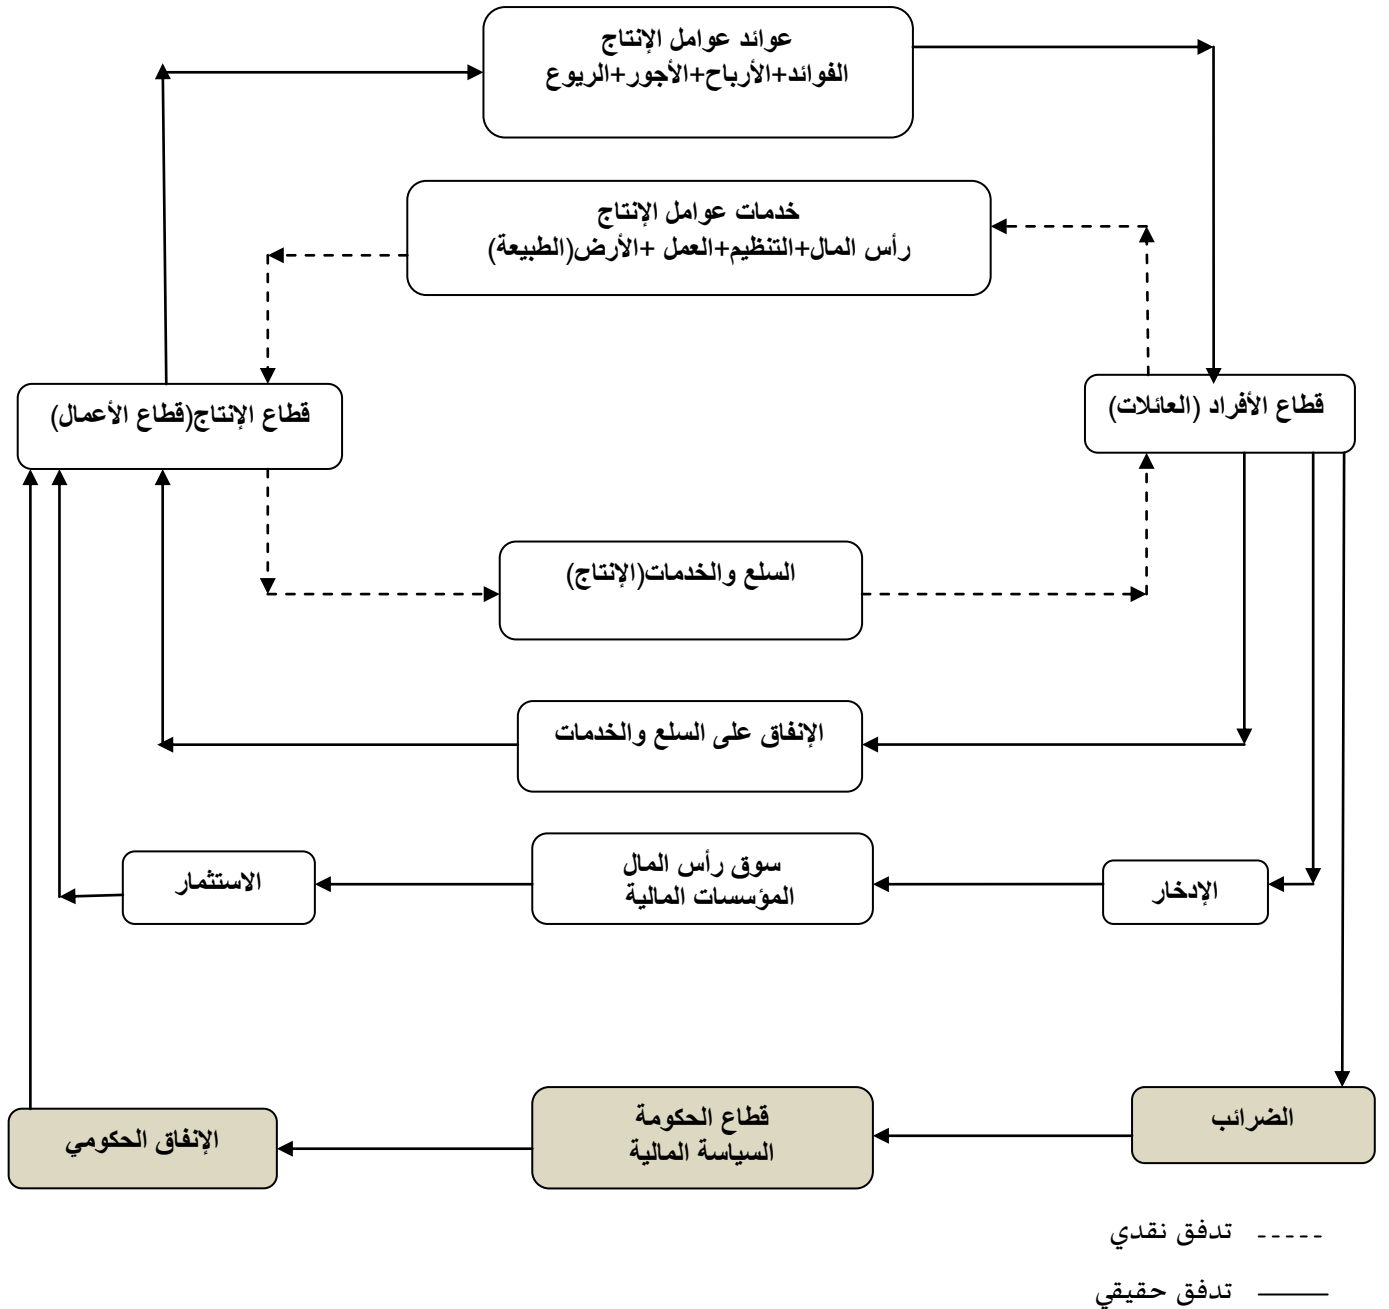 عوائد عوامل الإنتاج
الفوائد+الأرباح+الأجور+الريوع
خدمات عوامل الإنتاج
رأس المال+التنظيم+العمل +الأرض(الطبيعة)
قطاع الأفراد (العائلات)
قطاع الإنتاج(قطاع الأعمال)
السلع والخدمات(الإنتاج)
الإنفاق على السلع والخدمات
الإدخار
سوق رأس المال
المؤسسات المالية
الاستثمار
الضرائب
قطاع الحكومة
السياسة المالية
الإنفاق الحكومي
تدفق نقدي
تدفق حقيقي